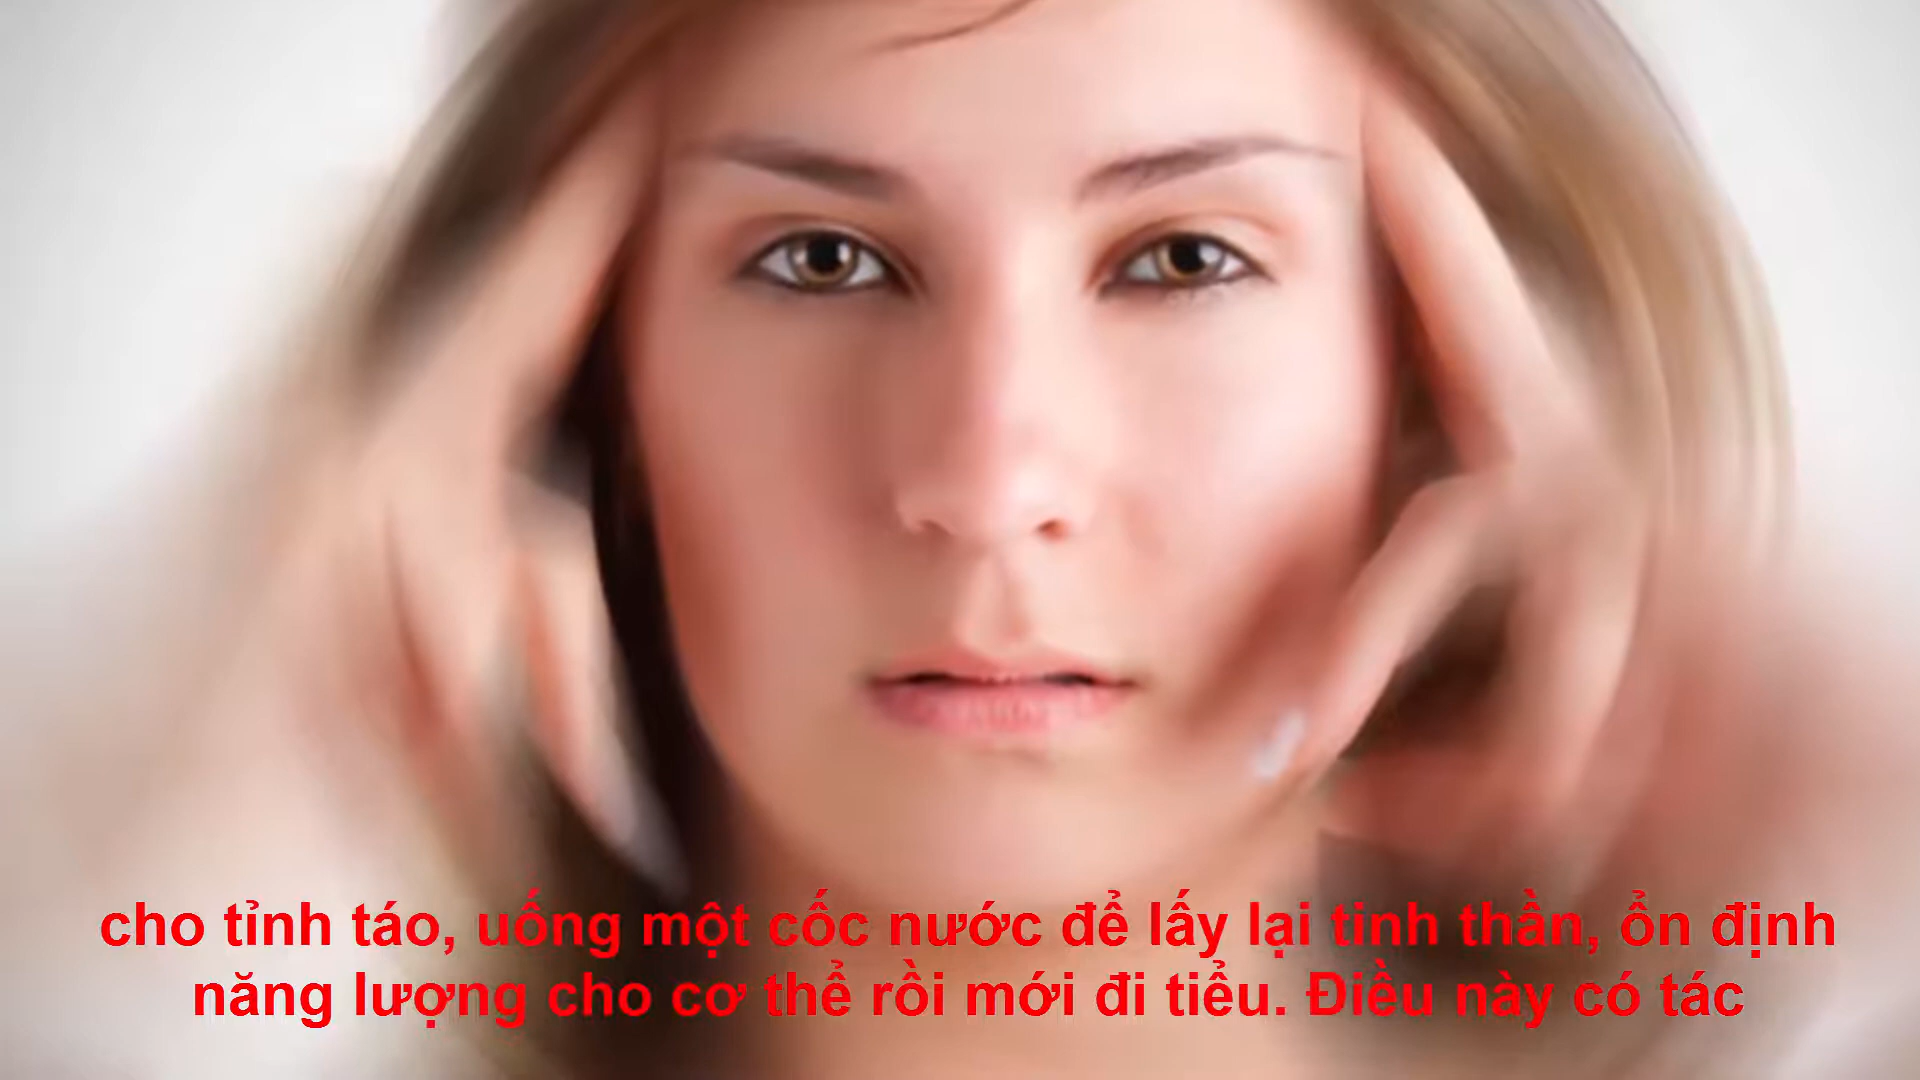 cho tỉnh táo, uống một cốc nước để lấy lại tinh thần, ổn định
năng lượng cho cơ thể rồi mới đi tiểu. Điều này có tác